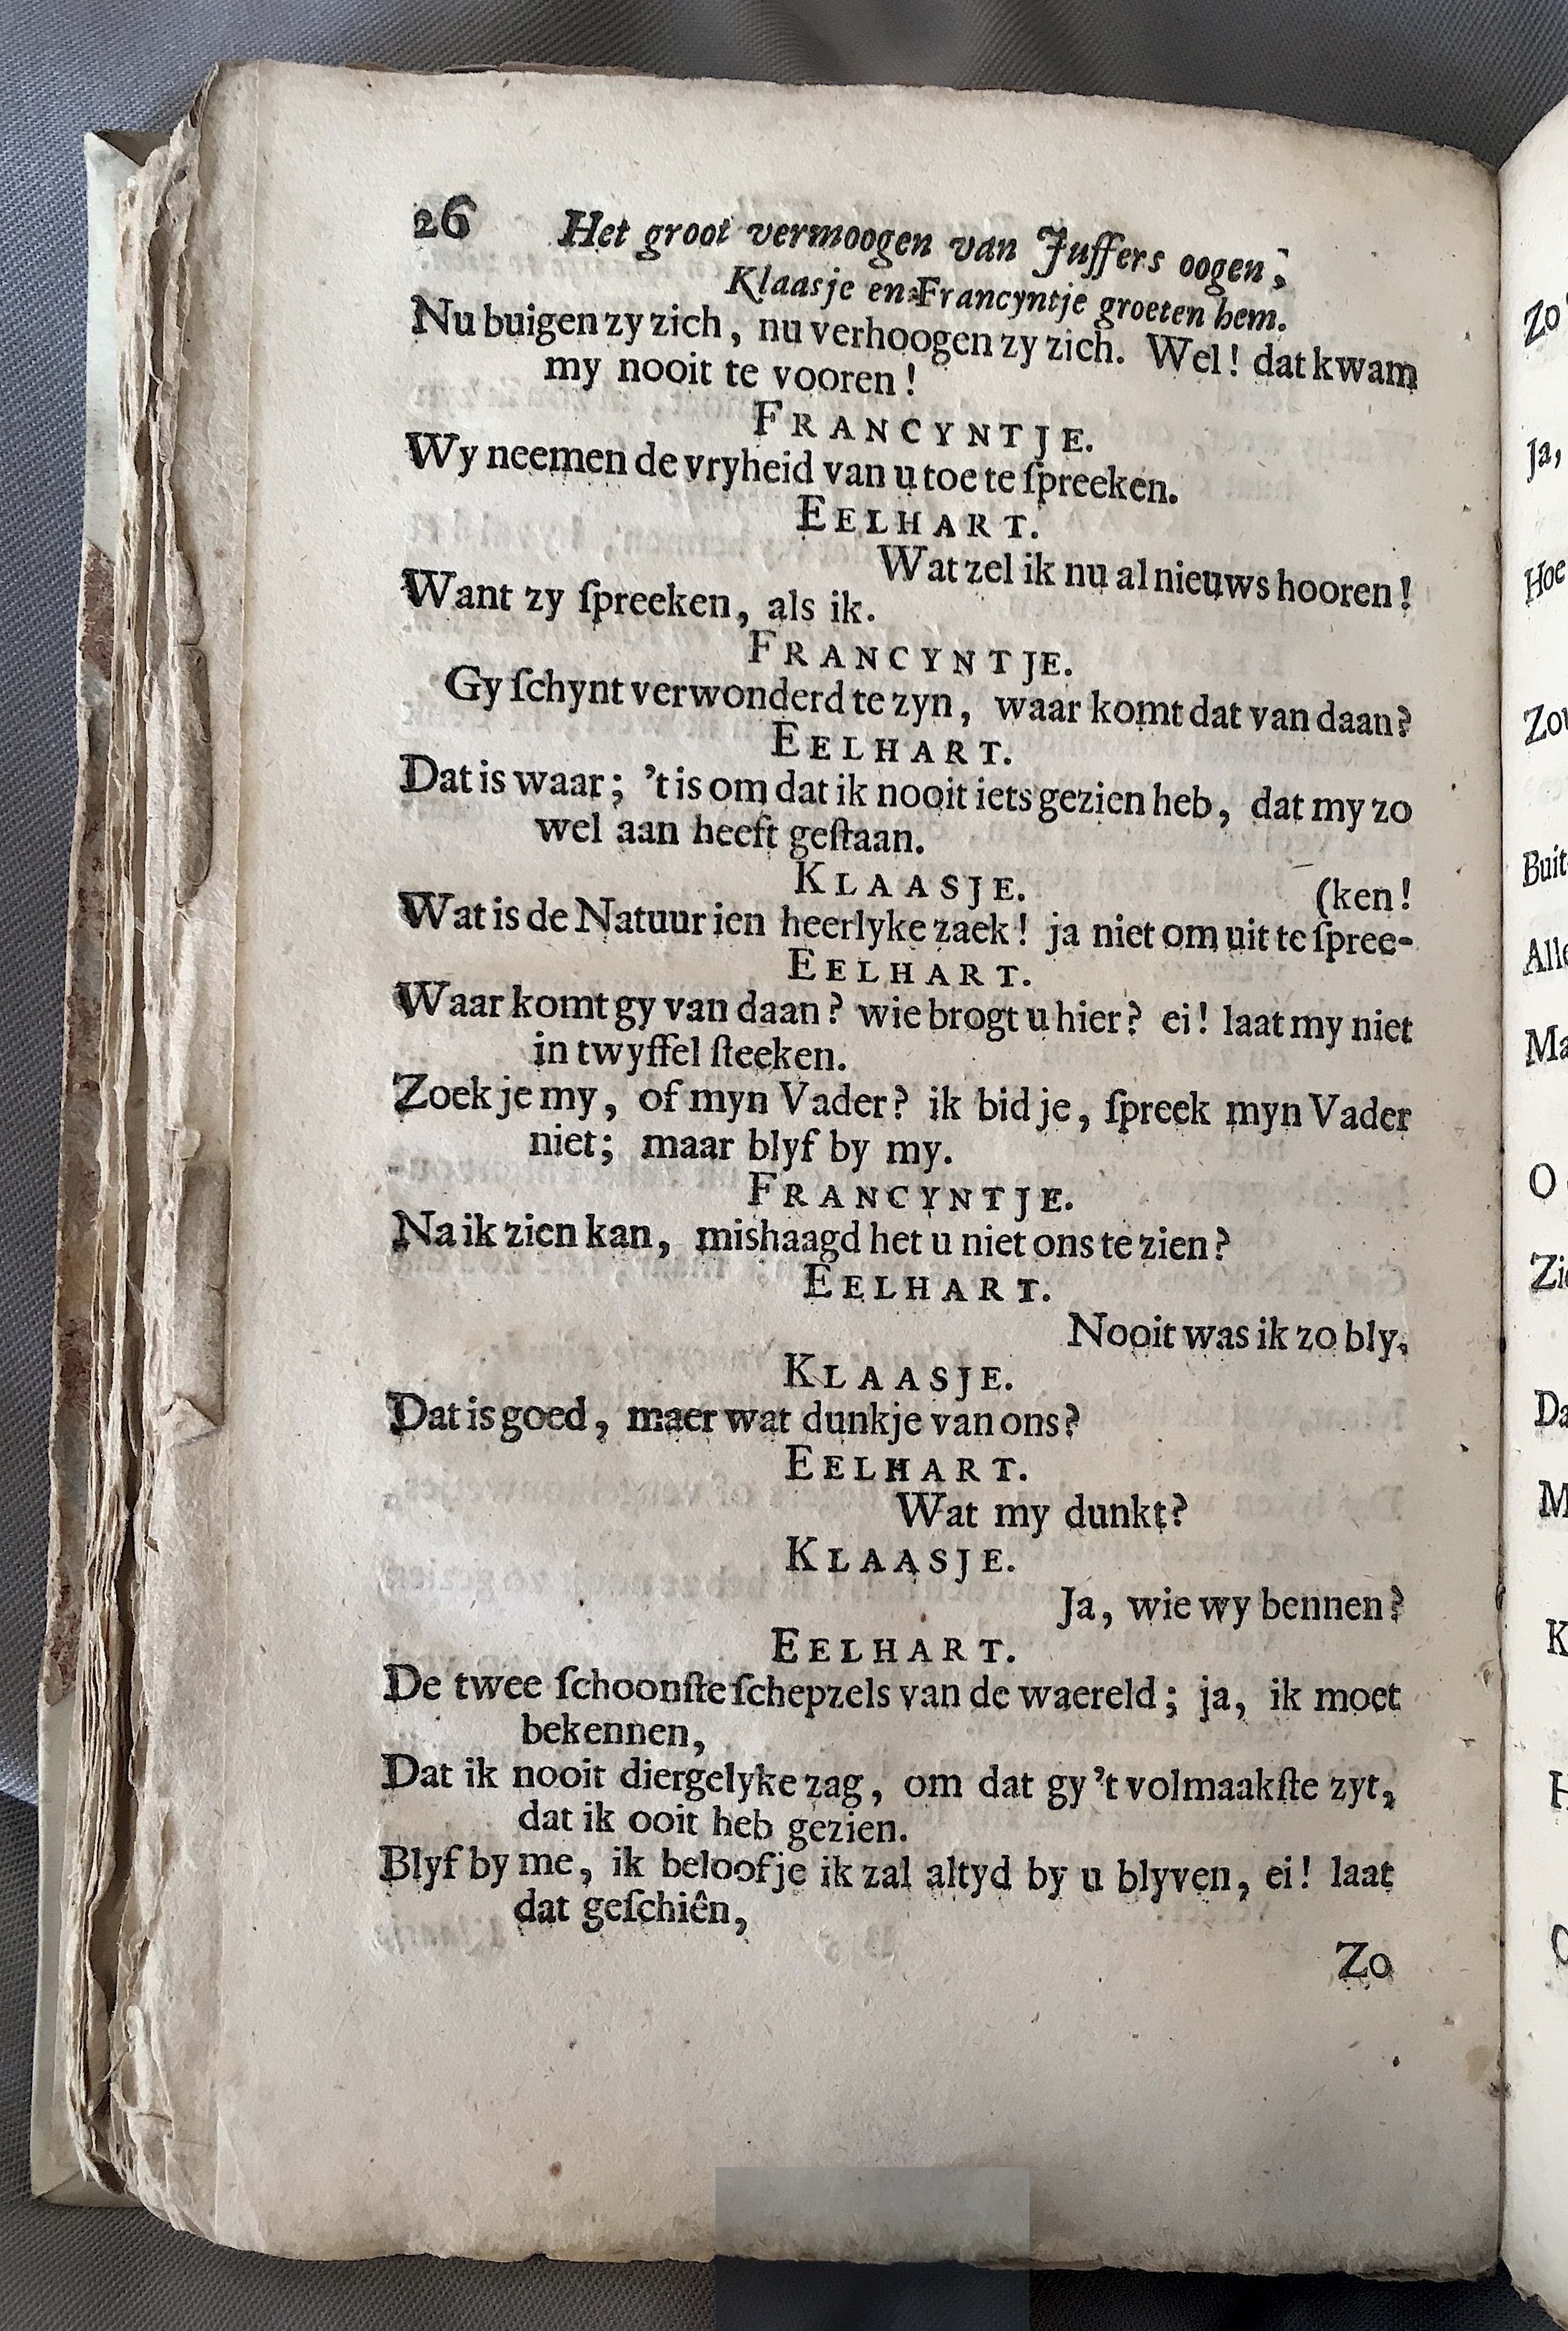 26 Het groot vermoogen van Juffers oogen,
Klaasje en Francyntje groeten hem.
Nu buigen zy zich, nu verhoogen zy zich. Wel! dat kwam
my nooit te vooren!
FRANCYNTJE.
Wy neemen de vryheid van u toe te ſpreeken.
EELHART.
Wat zel ik nu al nieuws hooren!
Want zy ſpreeken, als ik.
FRANCYNTJE.
Gy ſchynt verwonderd te zyn, waar komt dat van daan?
EELHART.
Dat is waar; 't is om dat ik nooit iets gezien heb, dat my zo
wel aan heeft geſtaan.
KLAASJE. (ken!
Wat is de Natuur ien heerlyke zaek! ja niet om uit te ſpree-
EELHART.
Waar komt gy van daan? wie brogt u hier? ei! laat my niet
in twyffel ſteeken.
Zoek je my, of myn Vader? ik bid je, ſpreek myn Vader
niet; maar blyf by my.
FRANCYNTJE.
Na ik zien kan, mishaagd het u niet ons te zien?
EELHART.
Nooit was ik zo bly,
KLAASJE.
Dat is goed, maer wat dunkje van ons?
EELHART.
Wat my dunkt?
KLAASJE.
Ja, wie wy bennen?
EELHART.
De twee ſchoonſte ſchepzels van de waereld; ja, ik moet
bekennen,
Dat ik nooit diergelyke zag, om dat gy 't volmaakſte zyt,
dat ik ooit heb gezien.
Blyf by me, ik beloof je ik zal altyd by u blyven, ei! laat
dat geſchiên,
Zo
Zo
Ja,
Hoe
Buit
Alle
O